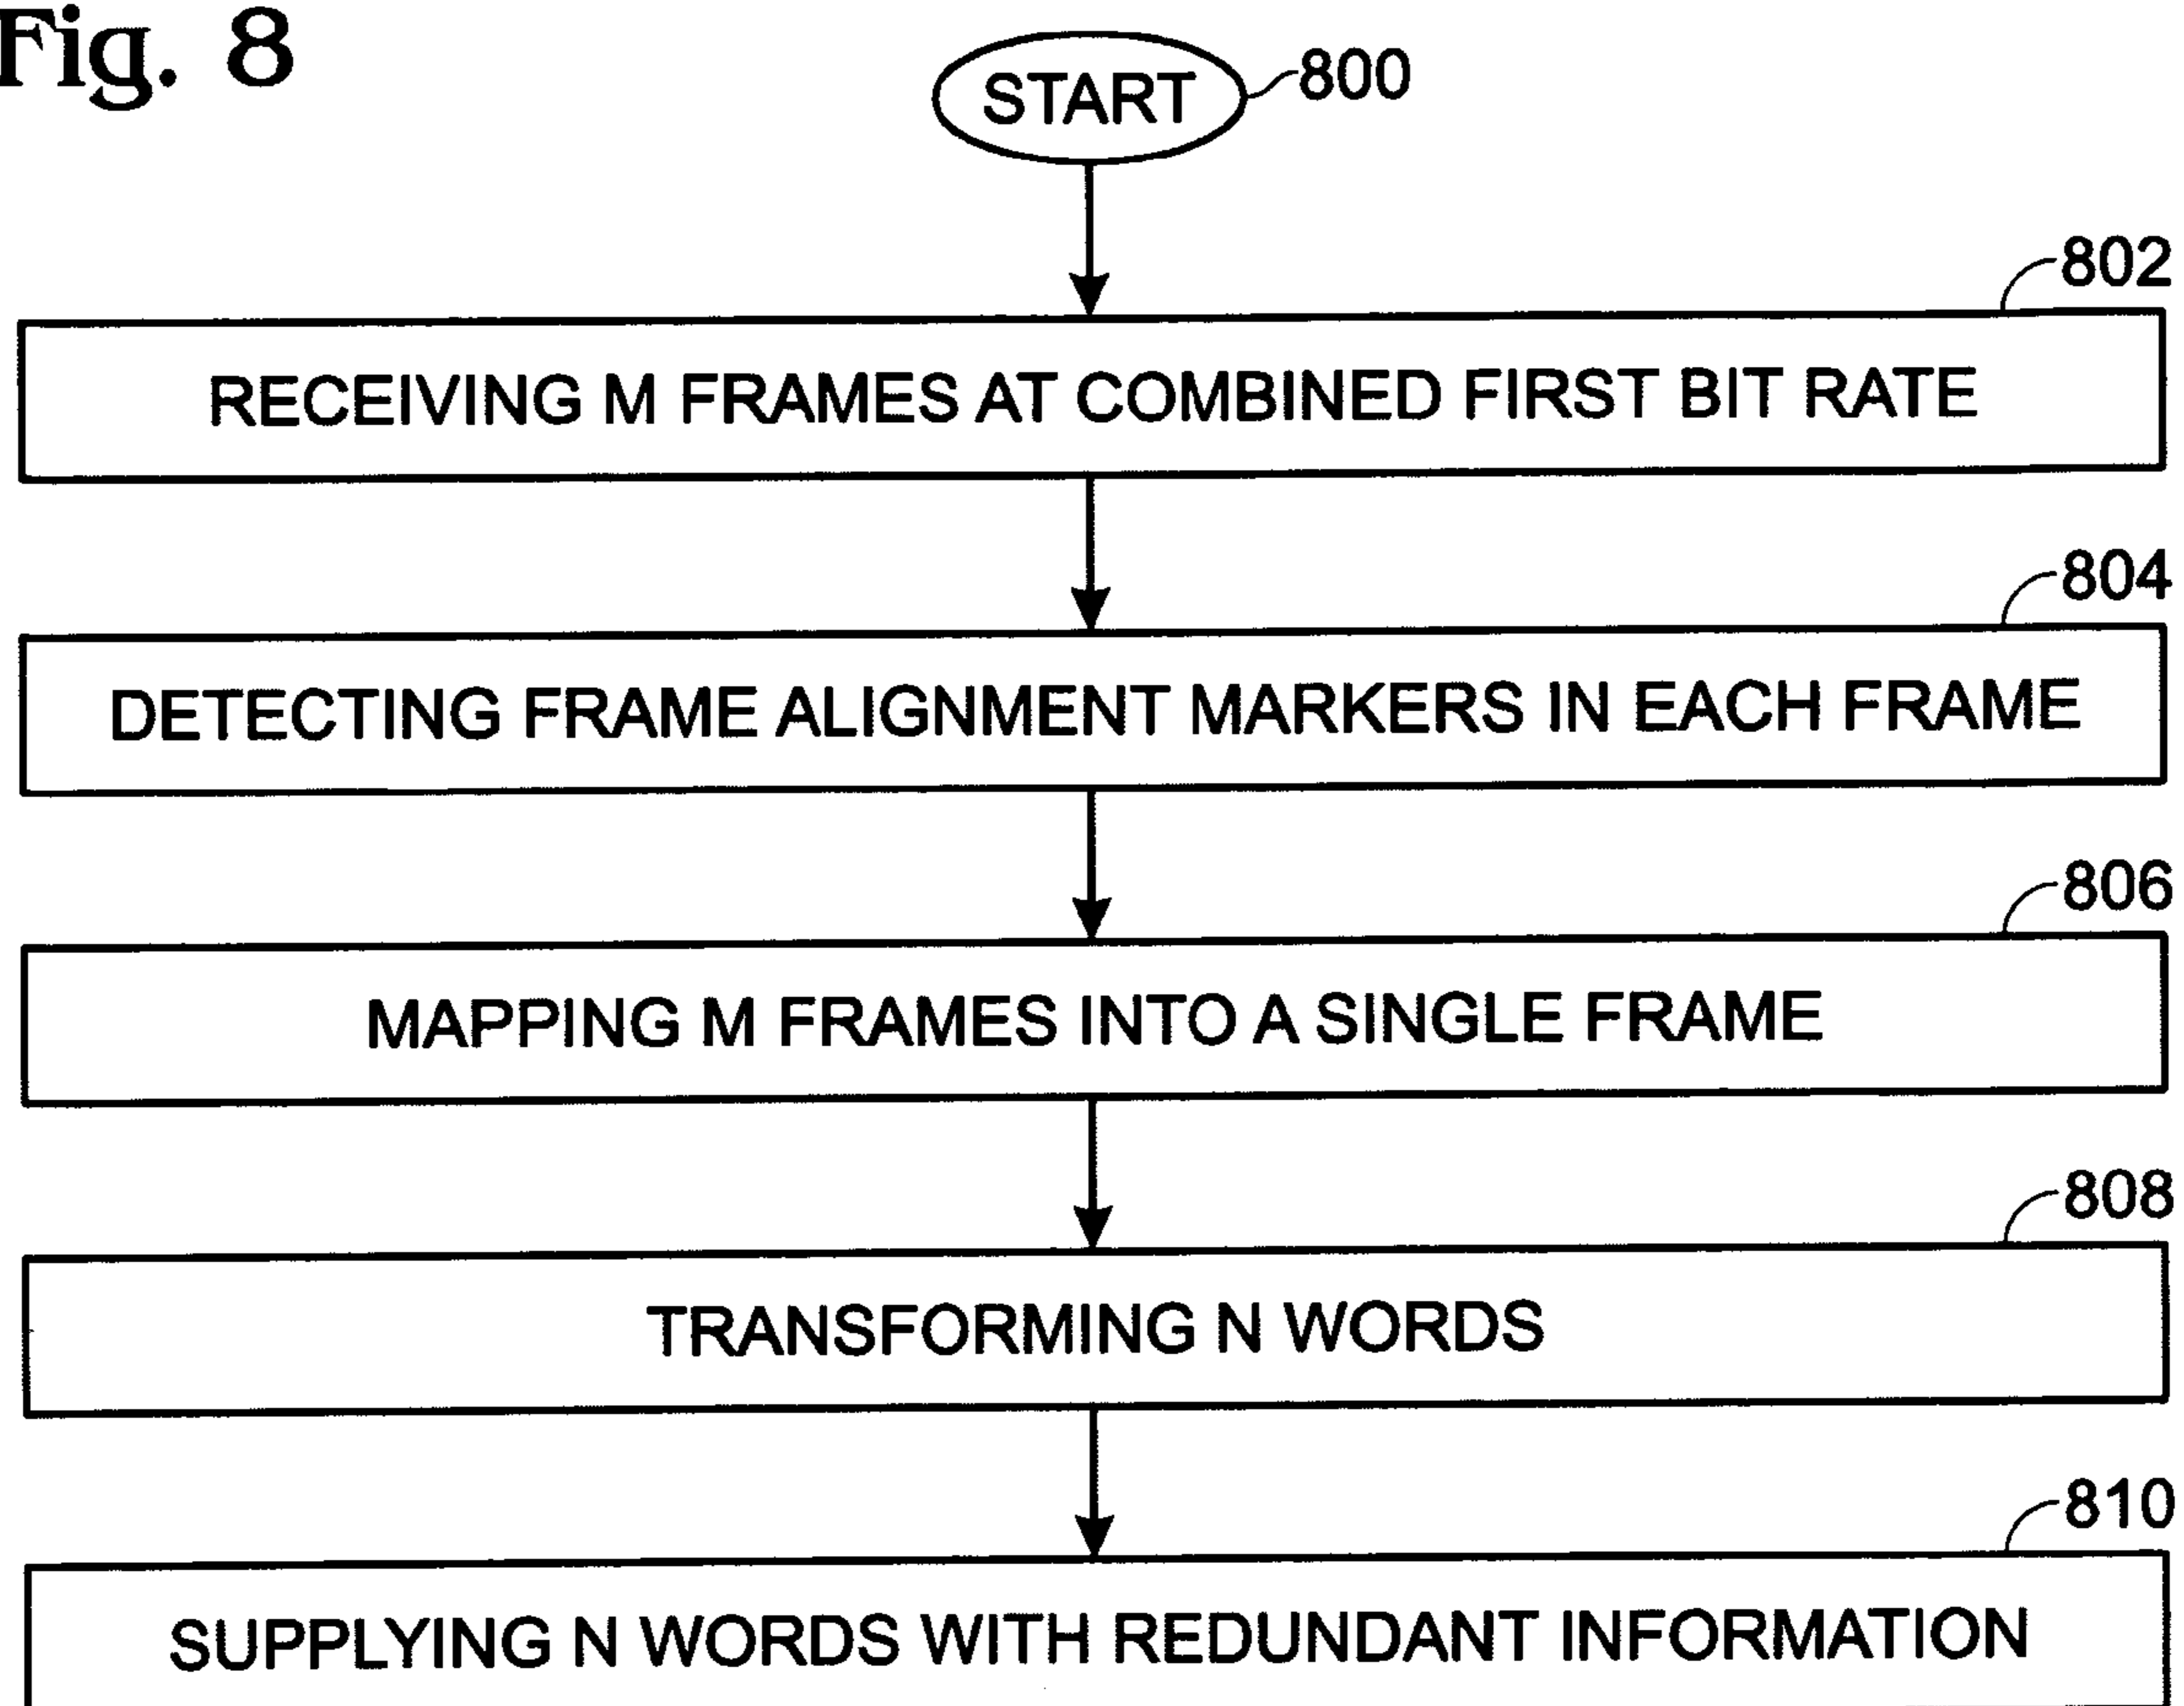 Fig. 8
START
800
802
RECEIVING M FRAMES AT COMBINED FIRST BIT RATE
804
DETECTING FRAME ALIGNMENT MARKERS IN EACH FRAME
806
MAPPING M FRAMES INTO A SINGLE FRAME
808
TRANSFORMING N WORDS
810
SUPPLYING N WORDS WITH REDUNDANT INFORMATION